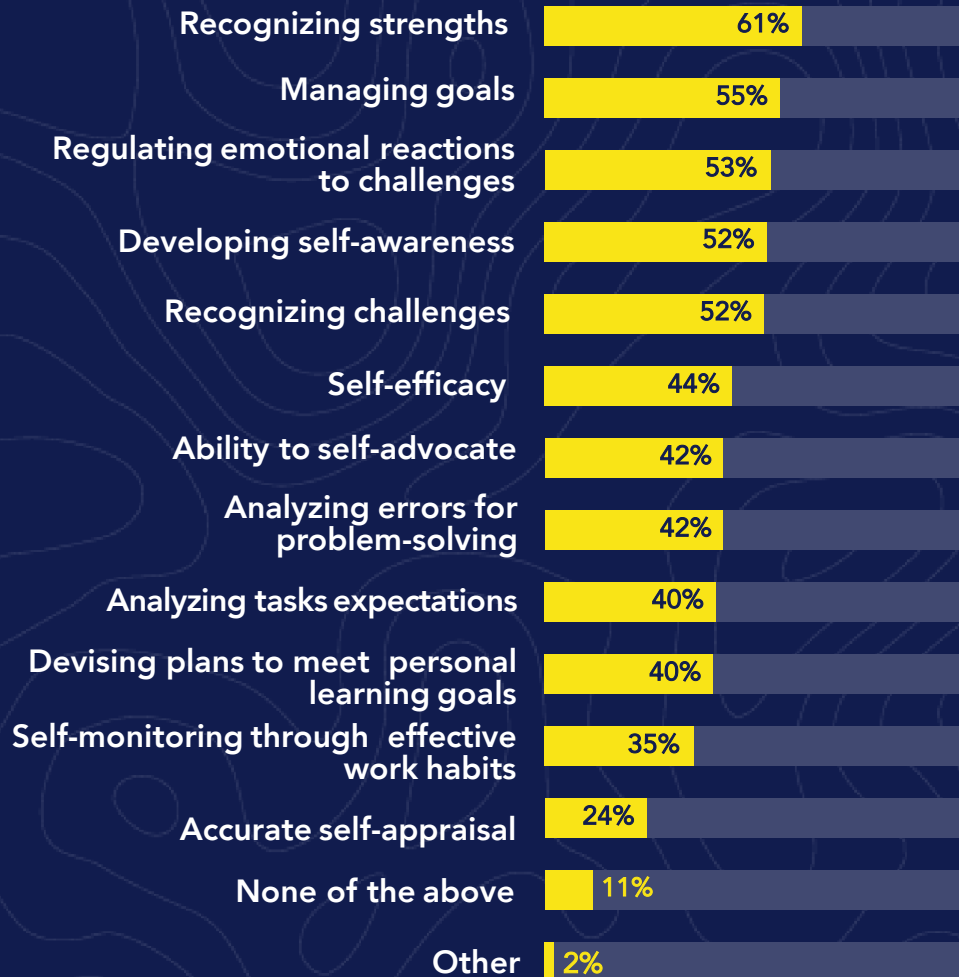 Recognizing strengths 61%
Managing goals 55%
Regulating emotional reactions
to challenges 53%
Developing self-awareness 52%
Recognizing challenges 52%
Self-efficacy 44%
Ability to self-advocate 42%
Analyzing errors for
problem-solving 42%
Analyzing tasks expectations 40%
Devising plans to meet personal
learning goals 40%
Self-monitoring through effective
work habits 35%
Accurate self-appraisal 24%
None of the above 11%
Other 2%